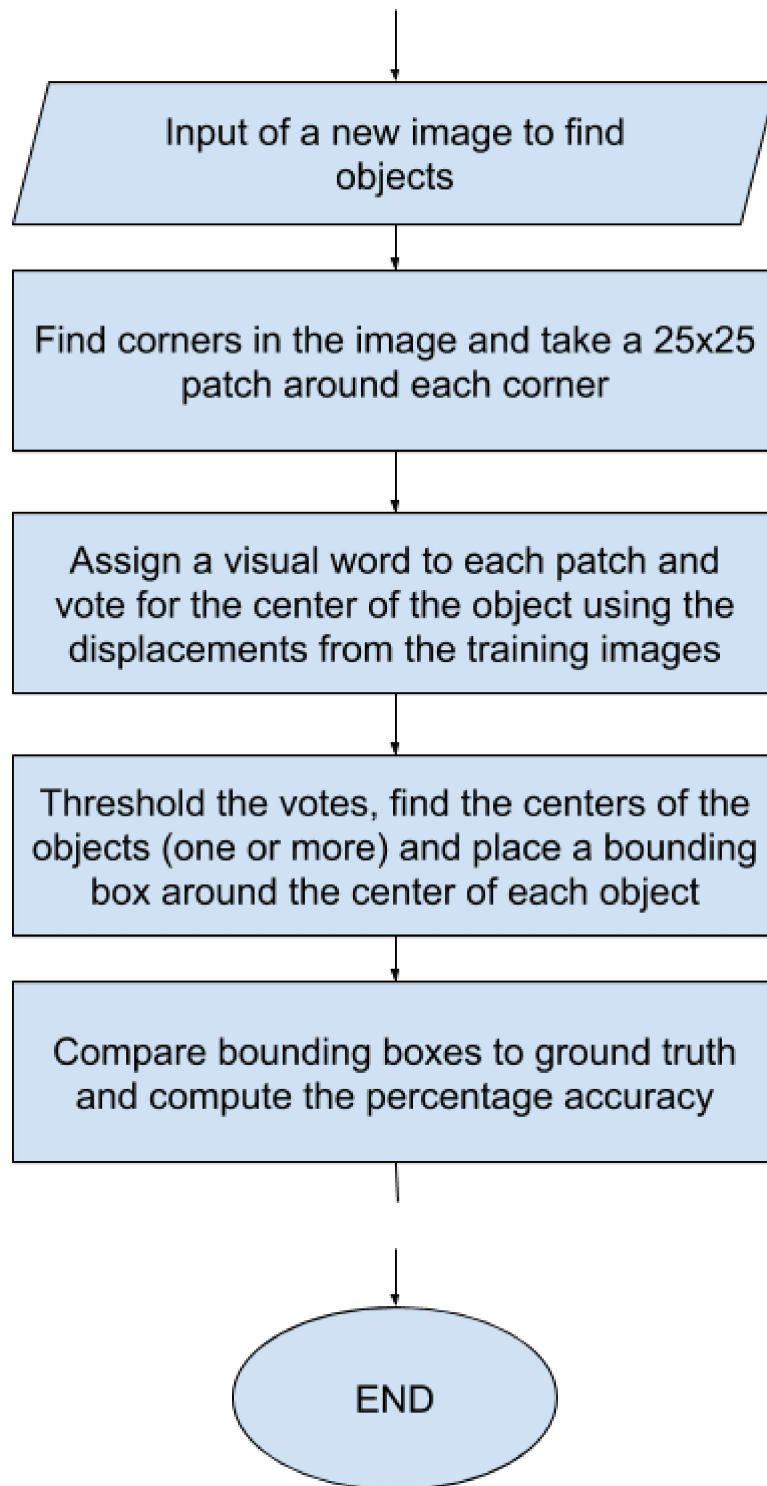 Input of a new image to find
objects
Find corners in the image and take a 25x25
patch around each corner
Assign a visual word to each patch and
vote for the center of the object using the
displacements from the training images
Threshold the votes, find the centers of the
objects (one or more) and place a bounding
box around the center of each object
Compare bounding boxes to ground truth
and compute the percentage accuracy
END